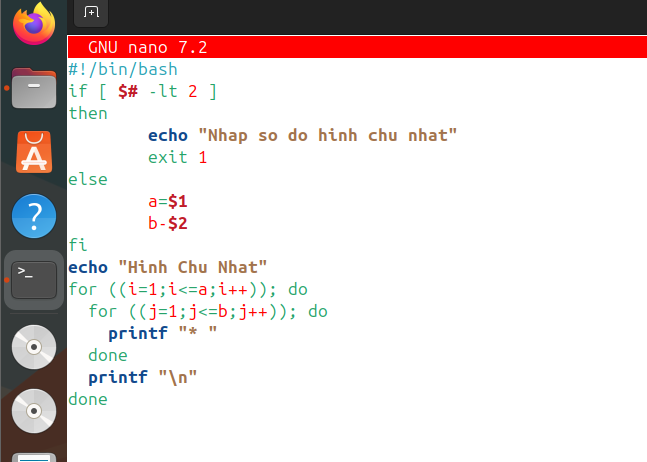 GNU nano 7.2
#!/bin/bash
if [ $# -lt 2 ]
then
        echo "Nhap so do hinh chu nhat"
        exit 1
else
        a=$1
        b-$2
fi
echo "Hinh Chu Nhat"
for ((i=1;i<=a;i++)); do
  for ((j=1;j<=b;j++)); do
    printf "* "
  done
  printf "\n"
done